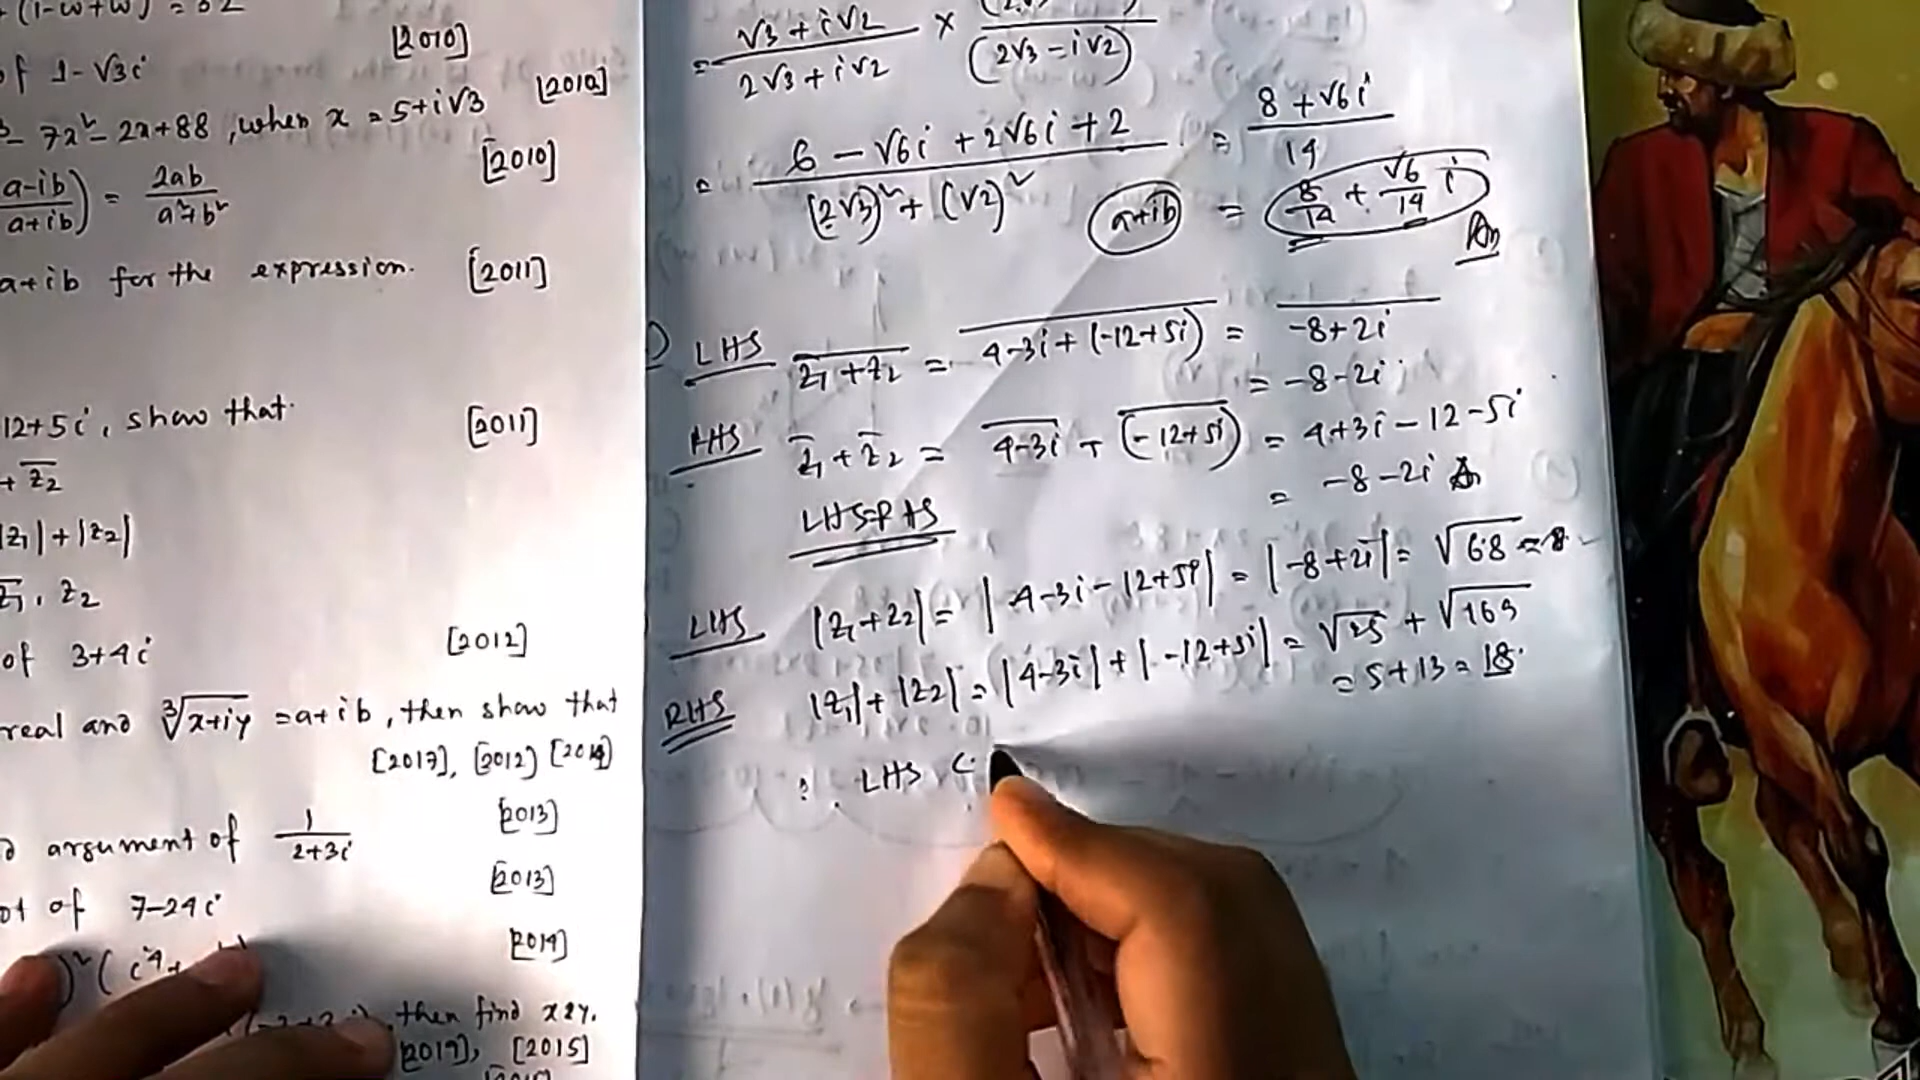 (1-ω+ω) = 32
of 1-√3i [2010]
- 7x² - 2x + 88, when x = 5+i√3 [2010]
(a-ib/a+ib) = 2ab/a²+b² [2010]
a+ib for the expression. [2011]
12+5i, show that [2011]
+ z̅2
|z1|+|z2|
z̅1, z2
of 3+4i [2012]
real and ∛x+iy = a+ib, then show that
[2017], [2012] [2014]
argument of 1/2+3i [2013]
ot of 7-24i [2013]
)²(i⁴+ [2014]
, then find x & y.
[2017], [2015]
= √3+i√2 / 2√3+i√2 × / (2√3-i√2)
= 6-√6i+2√6i+2 / (2√3)²+(√2)² = 8+√6i / 14
a+ib = 8/14 + √6/14 i
An
LHS z̅1+z̅2̅ = 4-3i+(-12+5i) = -8+2i
= -8-2i
RHS z̅1+z̅2 = 4-3i + (-12+5i) = 4+3i-12-5i
= -8-2i
LHS=RHS
LHS |z1+z2| = |4-3i-12+5i| = |-8+2i| = √68 = 8.
RHS |z1|+|z2| = |4-3i|+|-12+5i| = √25 + √169
= 5+13 = 18.
: LHS <